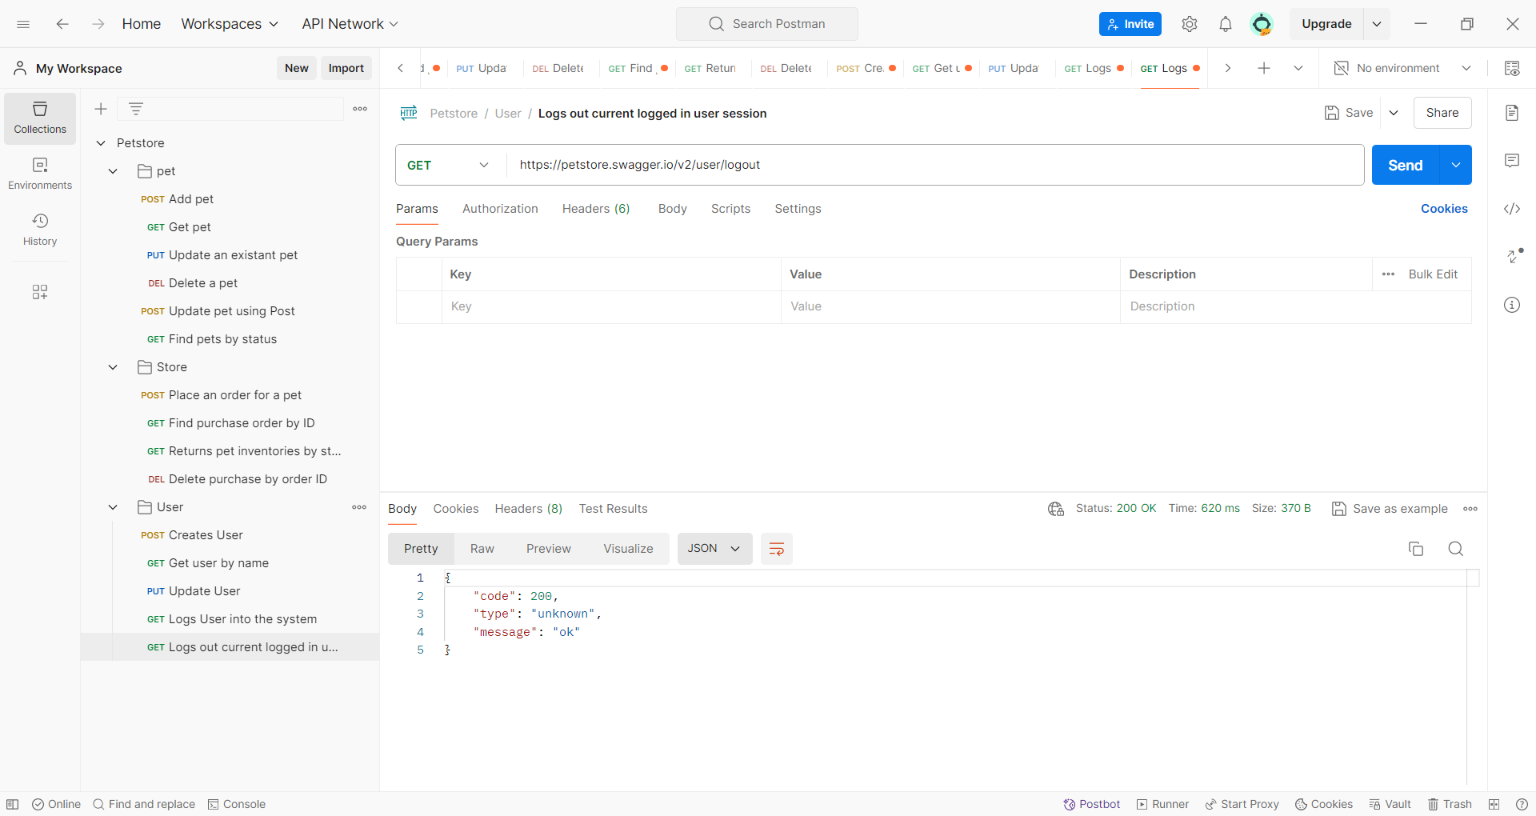 Home Workspaces API Network Search Postman Invite Upgrade
My Workspace New Import
PUT Upda DEL Delete GET Find GET Return DEL Delete POST Cre GET Get u PUT Upda GET Logs GET Logs No environment
Collections
Environments
History
Petstore
pet
POST Add pet
GET Get pet
PUT Update an existant pet
DEL Delete a pet
POST Update pet using Post
GET Find pets by status
Store
POST Place an order for a pet
GET Find purchase order by ID
GET Returns pet inventories by st...
DEL Delete purchase by order ID
User
POST Creates User
GET Get user by name
PUT Update User
GET Logs User into the system
GET Logs out current logged in u...
HTTP Petstore / User / Logs out current logged in user session Save Share
GET https://petstore.swagger.io/v2/user/logout Send
Params Authorization Headers (6) Body Scripts Settings Cookies
Query Params
Key Value Description Bulk Edit
Key Value Description
Body Cookies Headers (8) Test Results Status: 200 OK Time: 620 ms Size: 370 B Save as example
Pretty Raw Preview Visualize JSON
1 {
2 "code": 200,
3 "type": "unknown",
4 "message": "ok"
5 }
Online Find and replace Console Postbot Runner Start Proxy Cookies Vault Trash